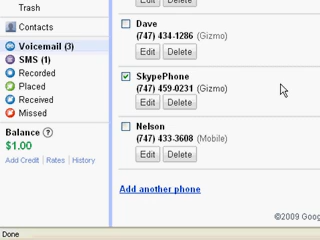 Trash
Contacts
Voicemail (3)
SMS (1)
Recorded
Placed
Received
Missed
Balance ?
$1.00
Add Credit | Rates | History
Dave
(747) 434-1286 (Gizmo)
Edit Delete
SkypePhone
(747) 459-0231 (Gizmo)
Edit Delete
Nelson
(747) 433-3608 (Mobile)
Edit Delete
Add another phone
©2009 Goog
Done